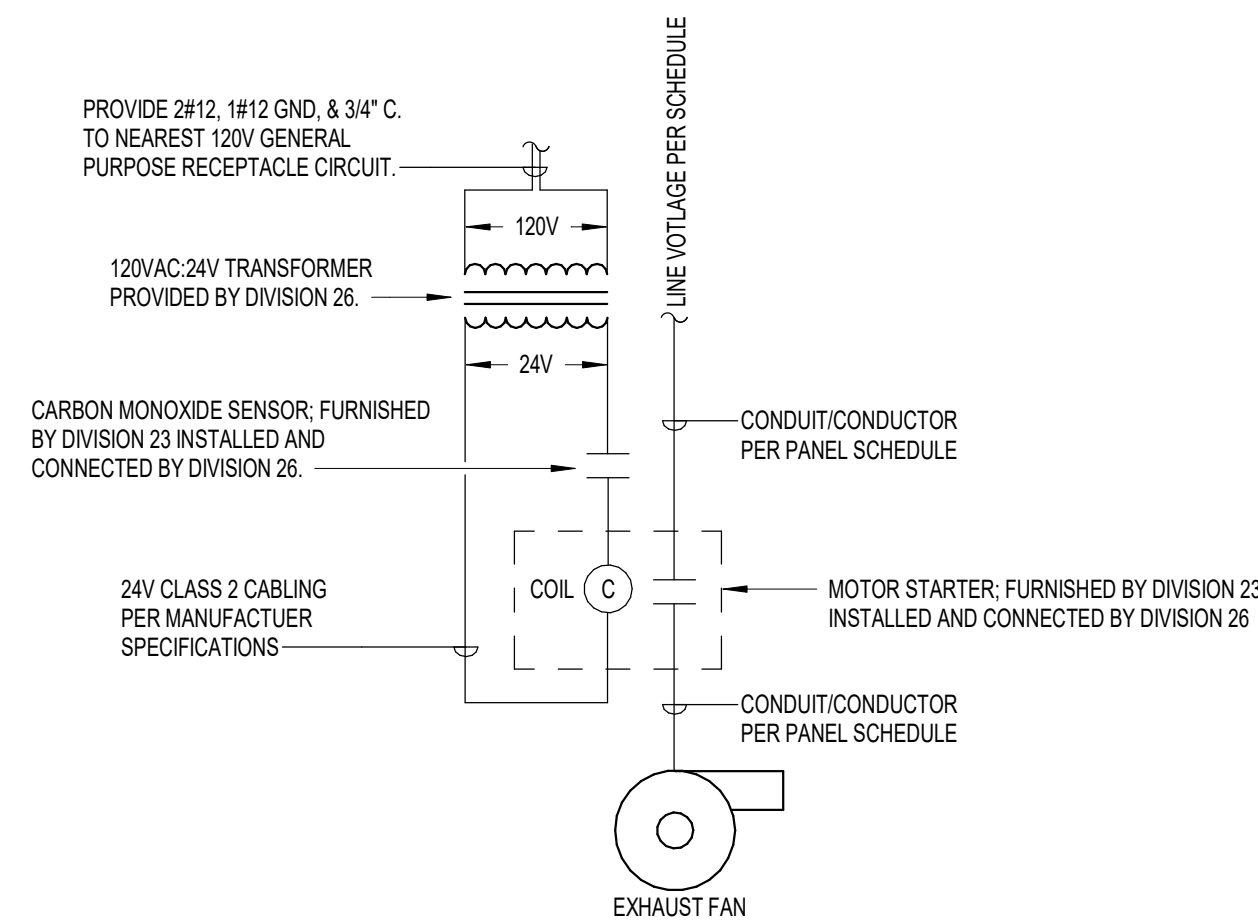 LINE VOTLAGE PER SCHEDULE
PROVIDE 2#12, 1#12 GND, & 3/4" C.
TO NEAREST 120V GENERAL
PURPOSE RECEPTACLE CIRCUIT.
120V
120VAC:24V TRANSFORMER
PROVIDED BY DIVISION 26.
24V
CARBON MONOXIDE SENSOR; FURNISHED
BY DIVISION 23 INSTALLED AND
CONNECTED BY DIVISION 26.
CONDUIT/CONDUCTOR
PER PANEL SCHEDULE
24V CLASS 2 CABLING
PER MANUFACTUER
SPECIFICATIONS
COIL
C
MOTOR STARTER; FURNISHED BY DIVISION 23
INSTALLED AND CONNECTED BY DIVISION 26
CONDUIT/CONDUCTOR
PER PANEL SCHEDULE
EXHAUST FAN